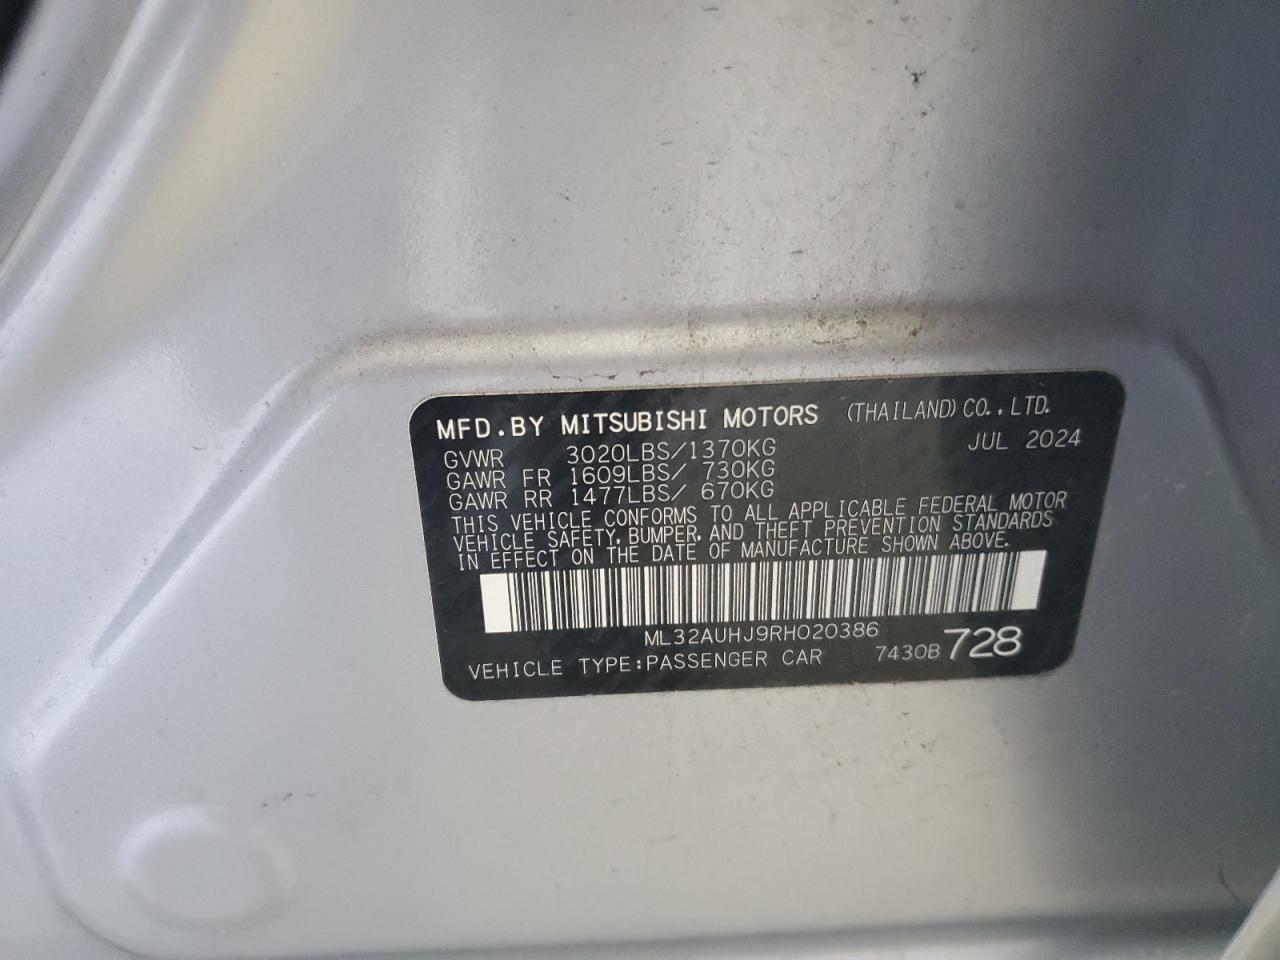 MFD.BY MITSUBISHI MOTORS (THAILAND) CO.,LTD.
GVWR 3020LBS/1370KG JUL 2024
GAWR FR 1609LBS/ 730KG
GAWR RR 1477LBS/ 670KG
THIS VEHICLE CONFORMS TO ALL APPLICABLE FEDERAL MOTOR
VEHICLE SAFETY, BUMPER, AND THEFT PREVENTION STANDARDS
IN EFFECT ON THE DATE OF MANUFACTURE SHOWN ABOVE.
ML32AUHJ9RH020386
VEHICLE TYPE:PASSENGER CAR 7430B 728